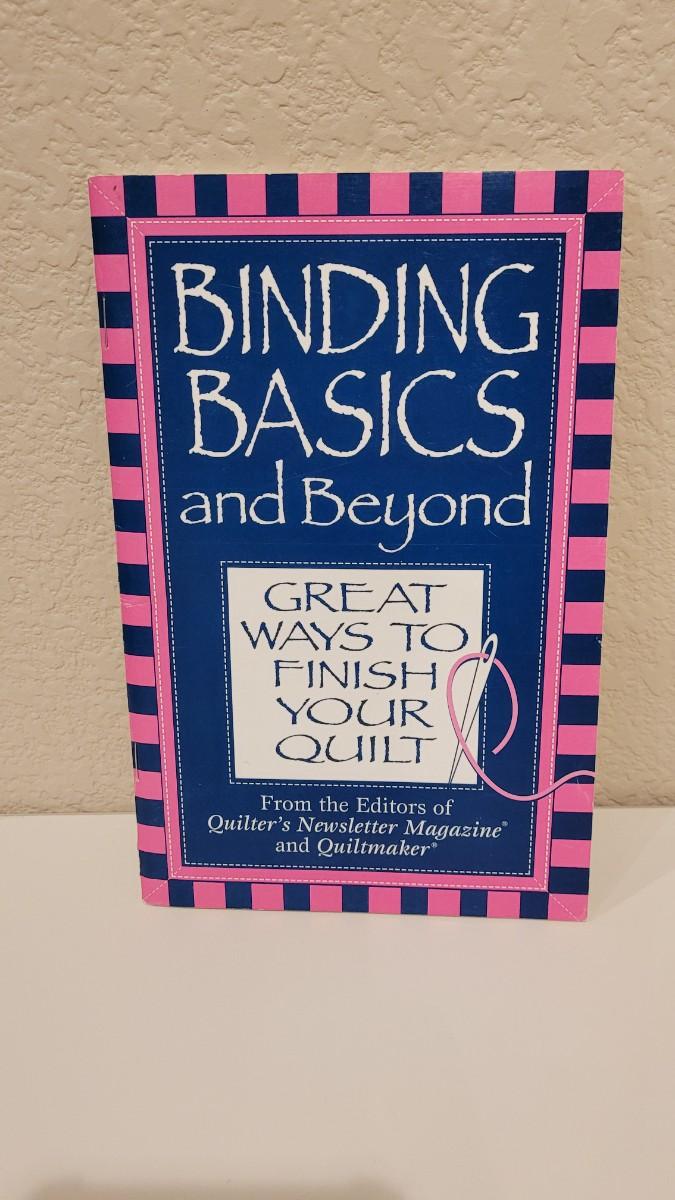 BINDING
BASICS
and Beyond
GREAT
WAYS TO
FINISH
YOUR
QUILT
From the Editors of
Quilter's Newsletter Magazine®
and Quiltmaker®